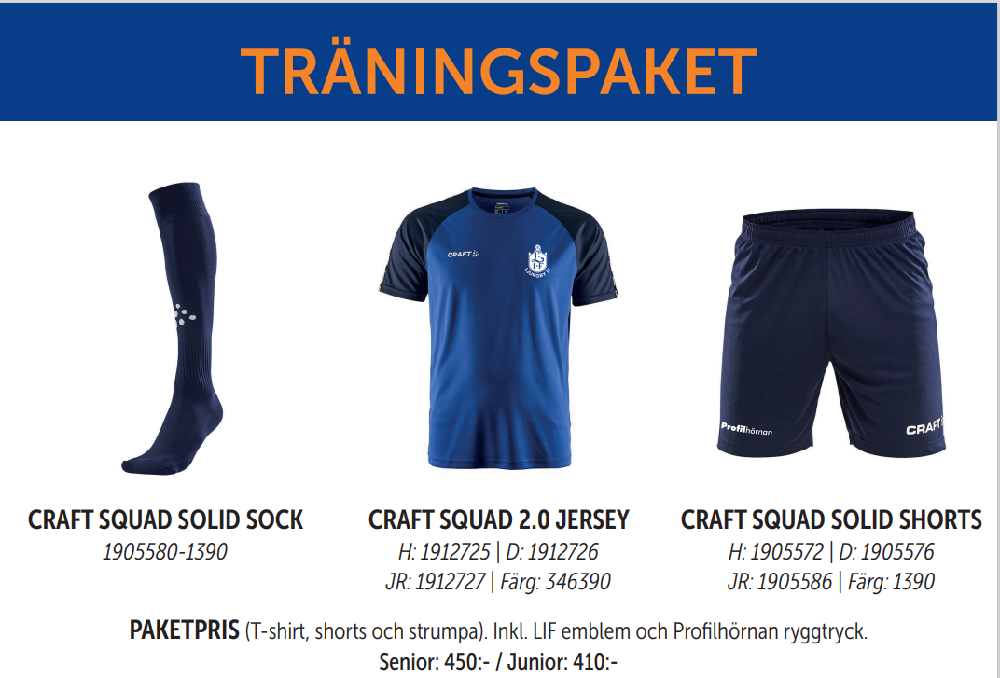 TRÄNINGSPAKET
CRAFT
LJUNGBY IF
Profilhörnan
CRAFT
CRAFT SQUAD SOLID SOCK
1905580-1390
CRAFT SQUAD 2.0 JERSEY
H: 1912725 | D: 1912726
JR: 1912727 | Färg: 346390
CRAFT SQUAD SOLID SHORTS
H: 1905572 | D: 1905576
JR: 1905586 | Färg: 1390
PAKETPRIS (T-shirt, shorts och strumpa). Inkl. LIF emblem och Profilhörnan ryggtryck.
Senior: 450:- / Junior: 410:-